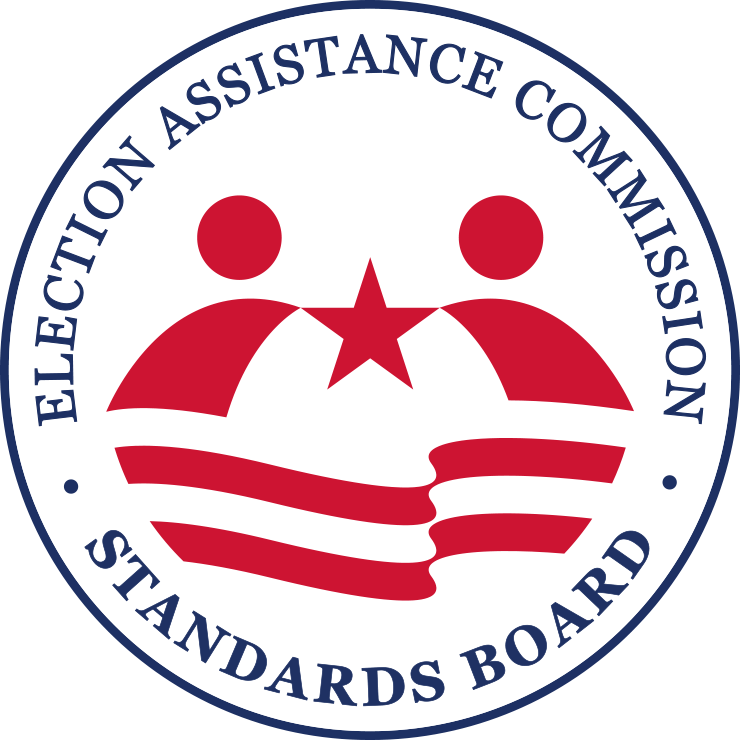 ELECTION ASSISTANCE COMMISSION
• STANDARDS BOARD •